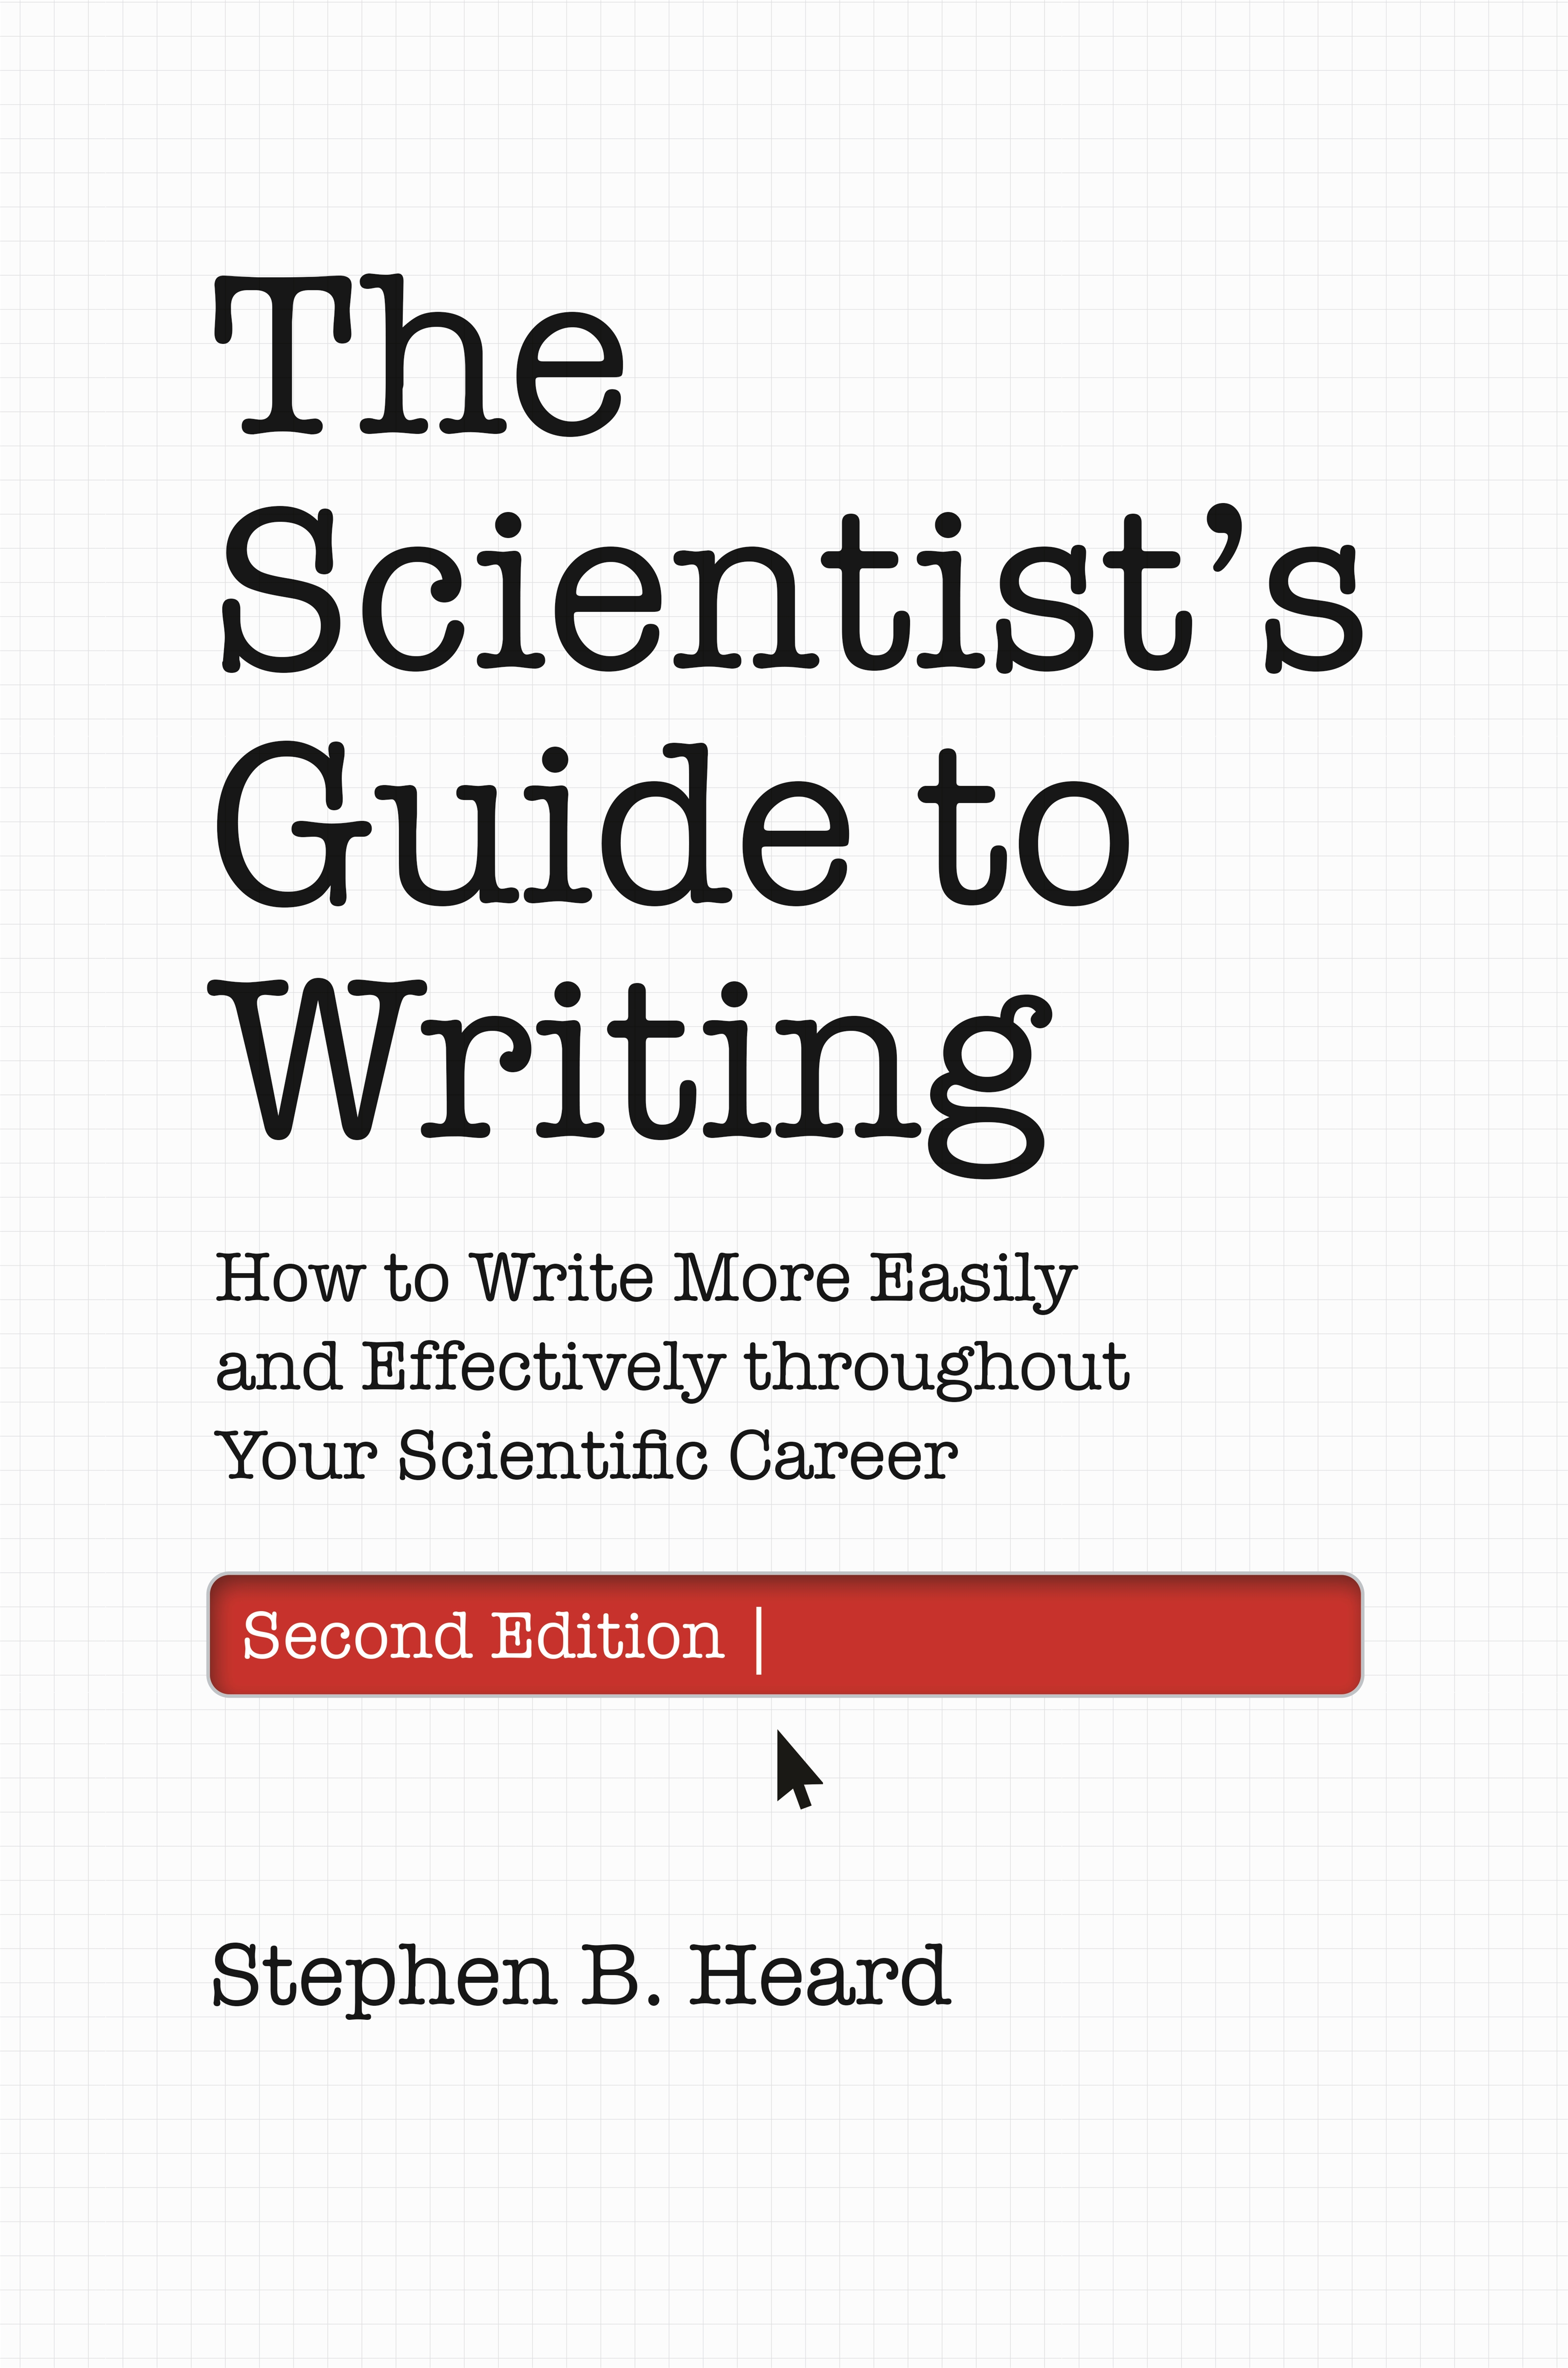 The
Scientist’s
Guide to
Writing
How to Write More Easily
and Effectively throughout
Your Scientific Career
Second Edition |
Stephen B. Heard